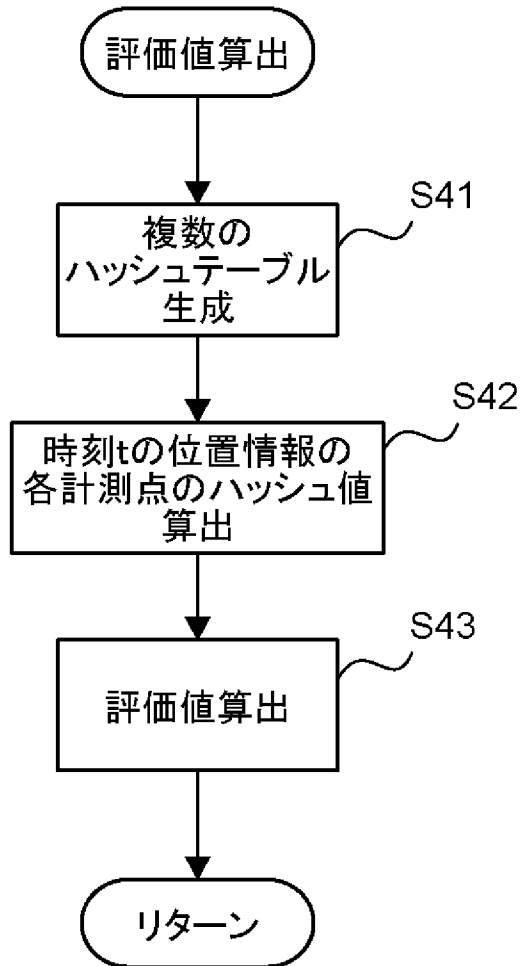 評価値算出
S41
複数の
ハッシュテーブル
生成
S42
時刻tの位置情報の
各計測点のハッシュ値
算出
S43
評価値算出
リターン